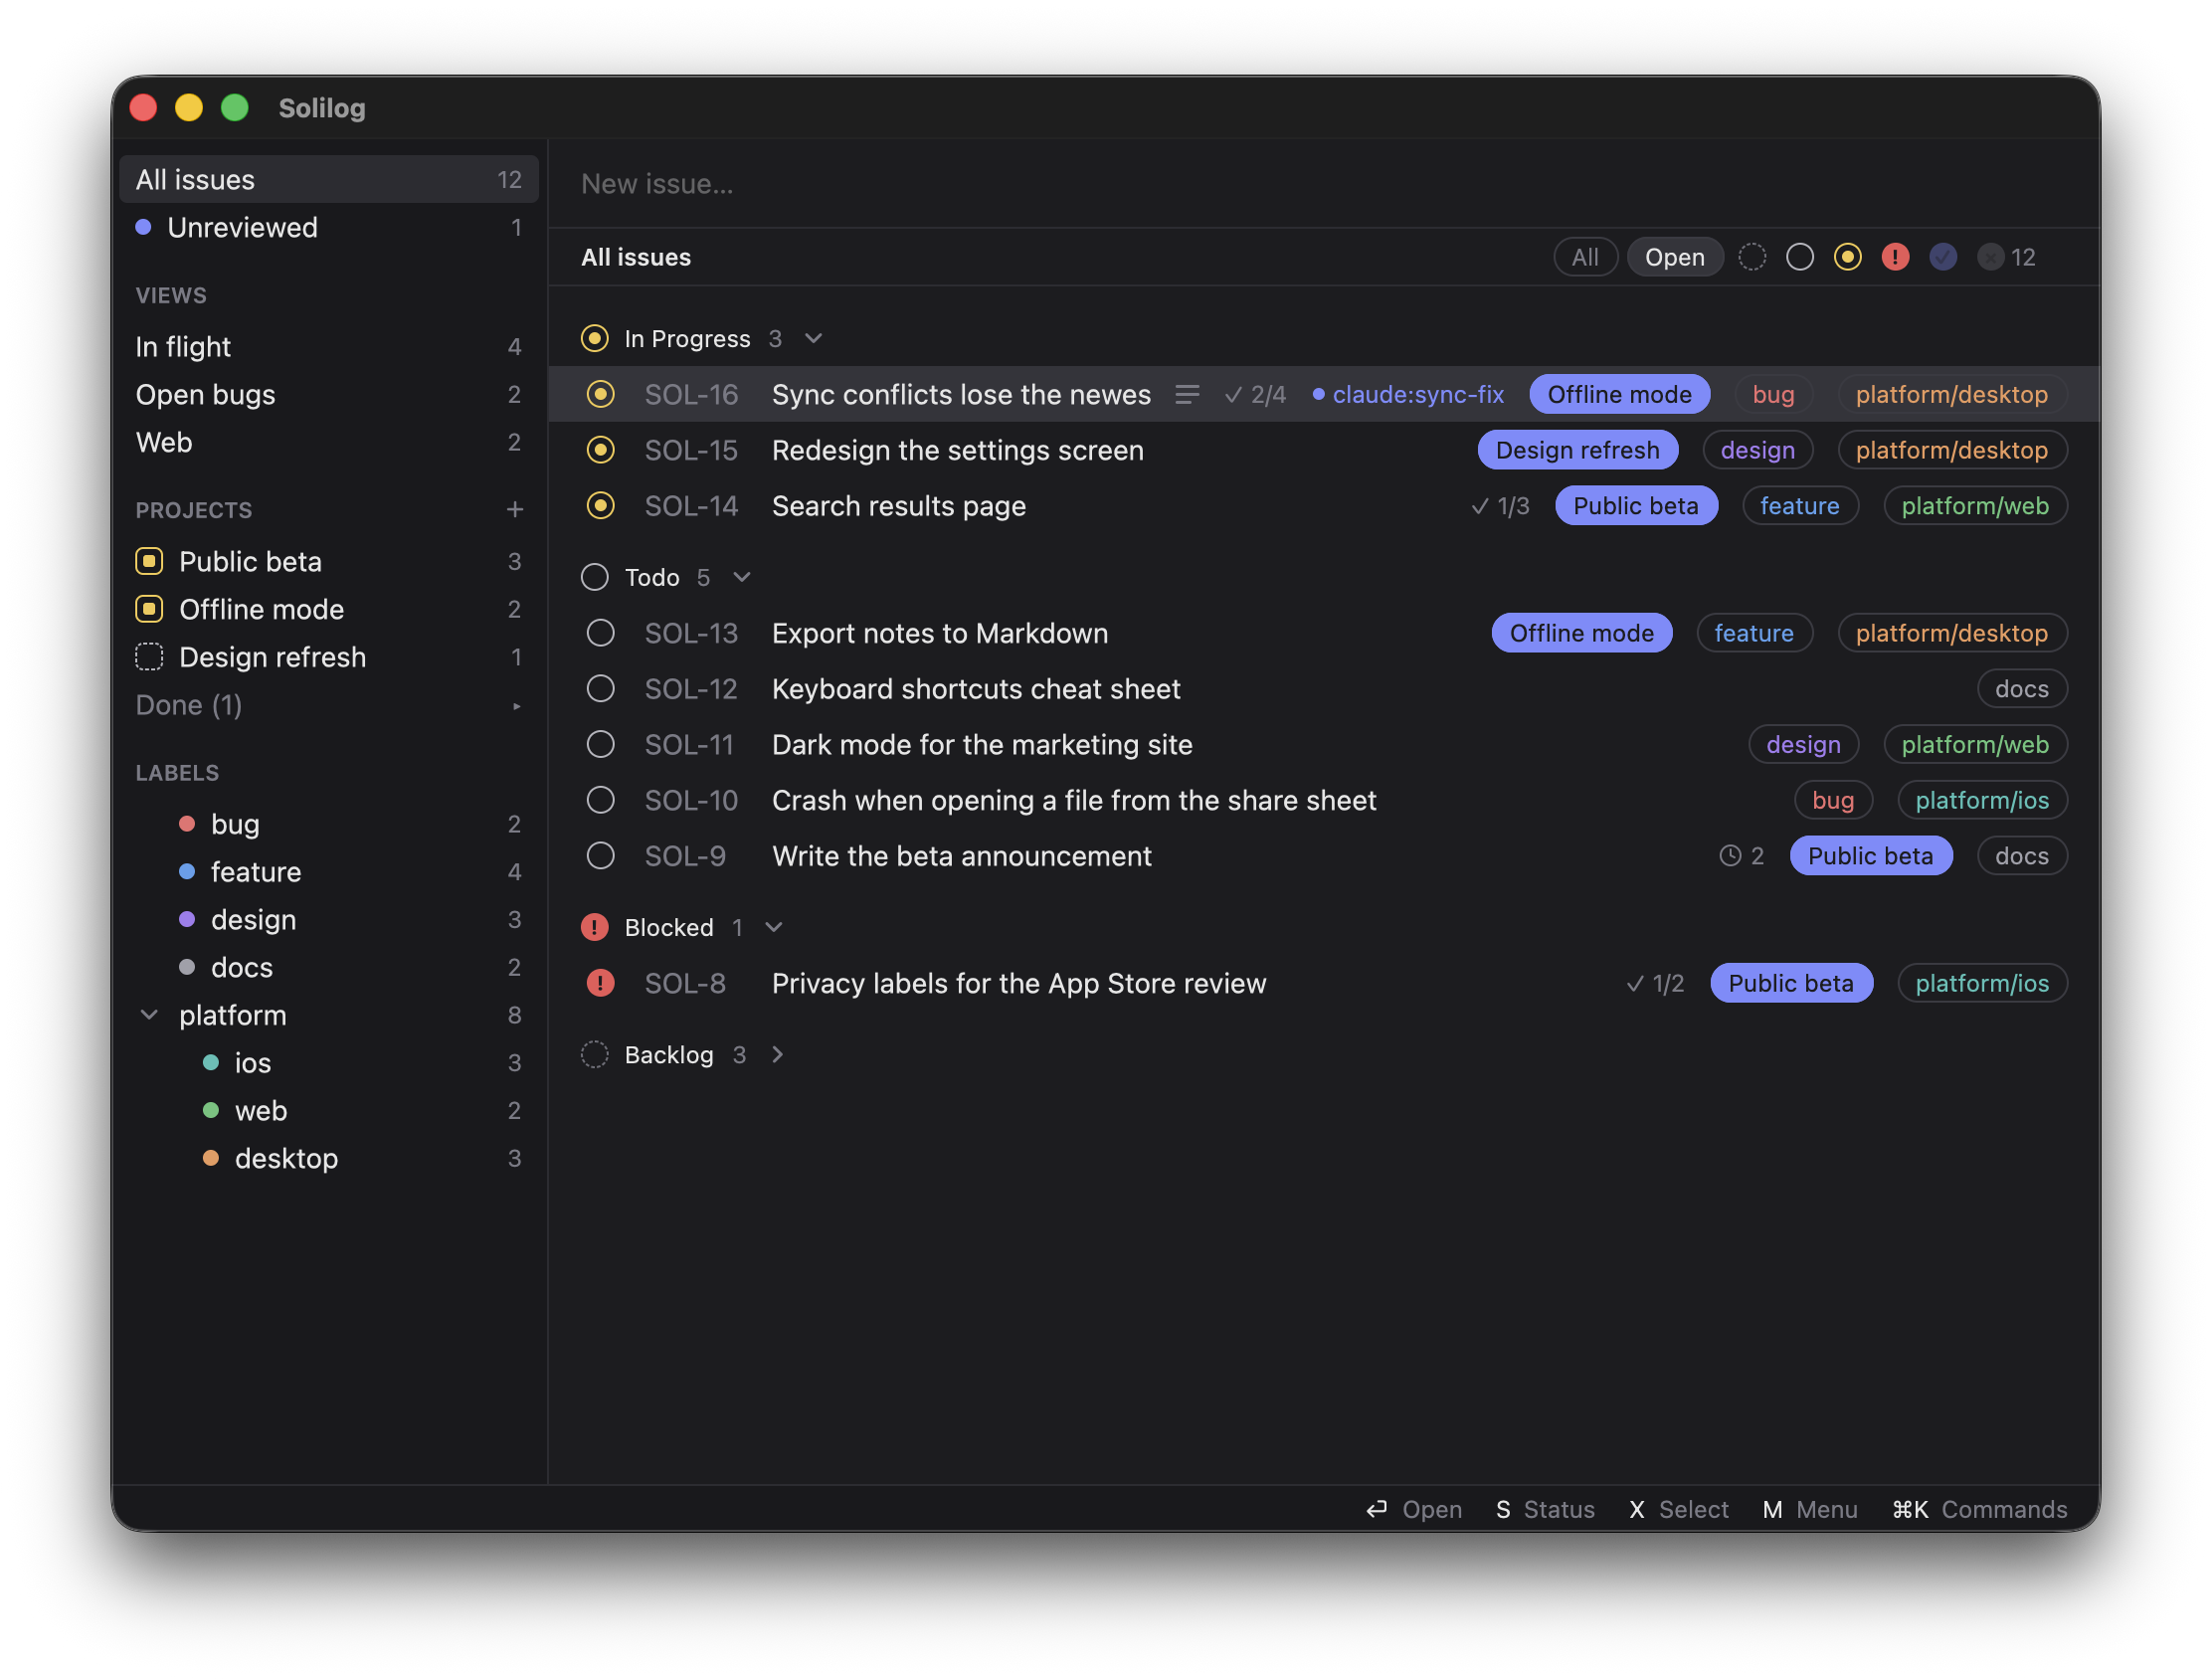 Solilog
All issues 12
Unreviewed 1
VIEWS
In flight 4
Open bugs 2
Web 2
PROJECTS +
Public beta 3
Offline mode 2
Design refresh 1
Done (1)
LABELS
bug 2
feature 4
design 3
docs 2
platform 8
ios 3
web 2
desktop 3
New issue...
All issues All Open 12
In Progress 3
SOL-16 Sync conflicts lose the newes 2/4 claude:sync-fix Offline mode bug platform/desktop
SOL-15 Redesign the settings screen Design refresh design platform/desktop
SOL-14 Search results page 1/3 Public beta feature platform/web
Todo 5
SOL-13 Export notes to Markdown Offline mode feature platform/desktop
SOL-12 Keyboard shortcuts cheat sheet docs
SOL-11 Dark mode for the marketing site design platform/web
SOL-10 Crash when opening a file from the share sheet bug platform/ios
SOL-9 Write the beta announcement 2 Public beta docs
Blocked 1
SOL-8 Privacy labels for the App Store review 1/2 Public beta platform/ios
Backlog 3
Open S Status X Select M Menu ⌘K Commands